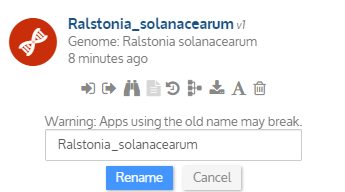 Ralstonia_solanacearum v1
Genome: Ralstonia solanacearum
8 minutes ago
A
Warning: Apps using the old name may break.
Ralstonia_solanacearum
Rename Cancel